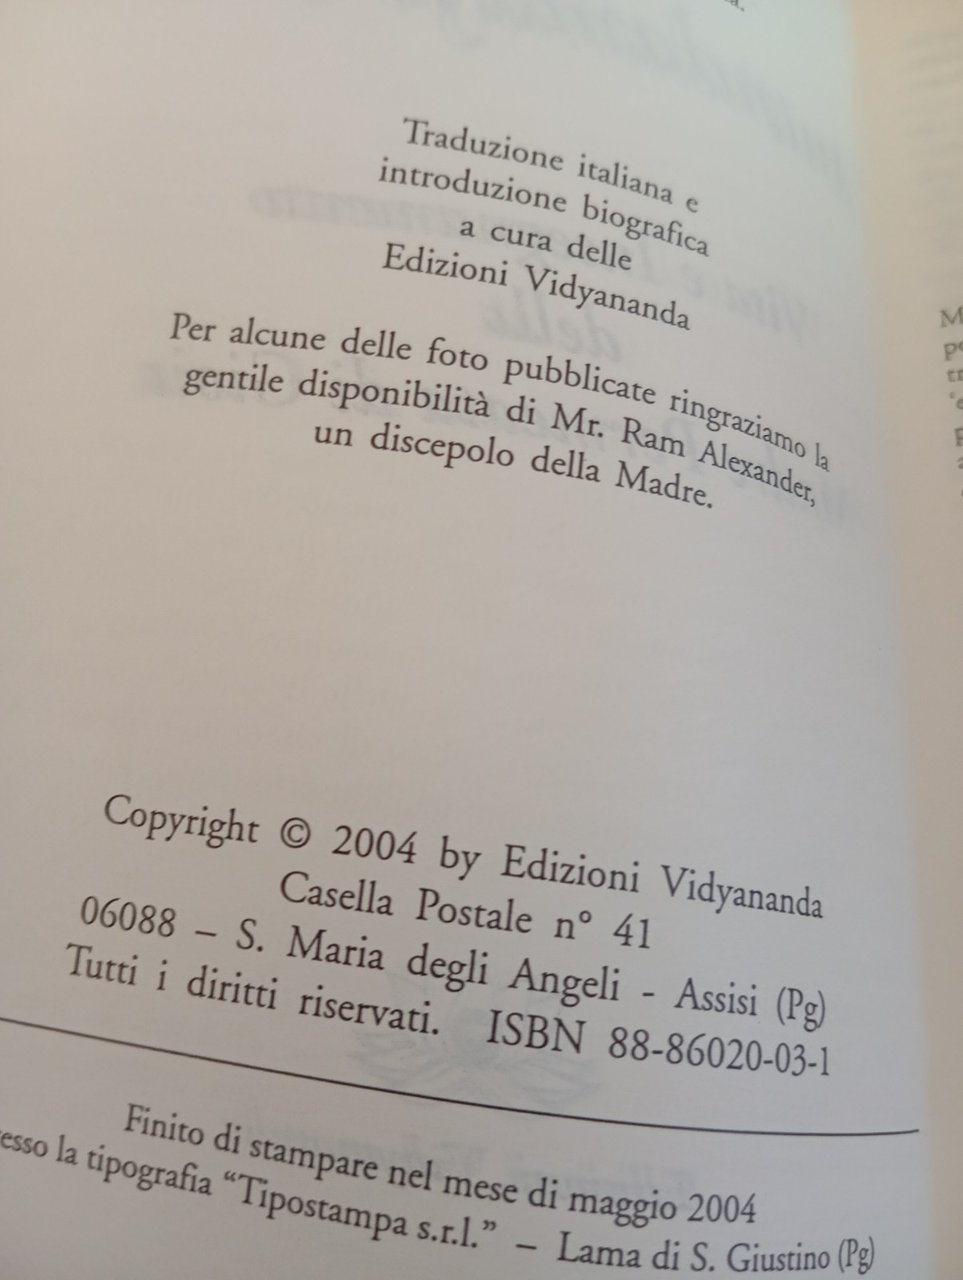 Traduzione italiana e
introduzione biografica
a cura delle
Edizioni Vidyananda
Per alcune delle foto pubblicate ringraziamo la
gentile disponibilità di Mr. Ram Alexander,
un discepolo della Madre.
Copyright © 2004 by Edizioni Vidyananda
Casella Postale n° 41
06088 – S. Maria degli Angeli - Assisi (Pg)
Tutti i diritti riservati. ISBN 88-86020-03-1
Finito di stampare nel mese di maggio 2004
esso la tipografia “Tipostampa s.r.l.” – Lama di S. Giustino (Pg)